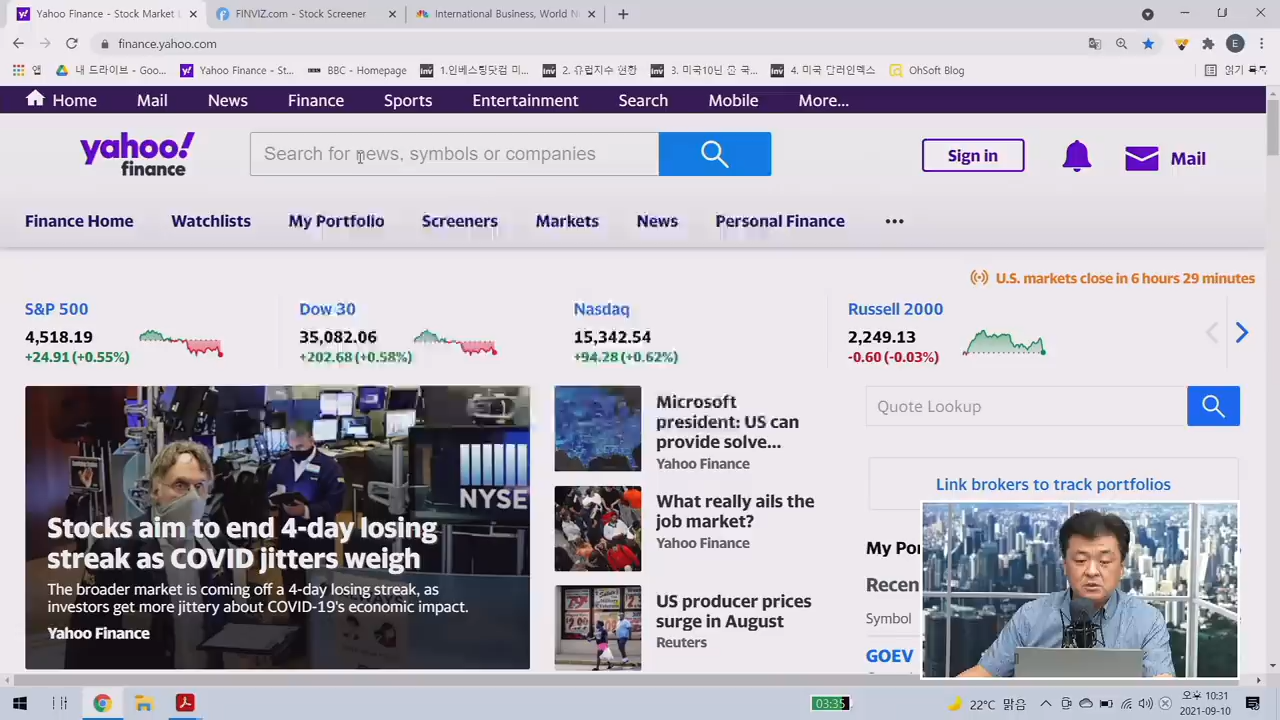 Yahoo Finance - Stock Market L
FINVIZ.com - Stock Screener
International Business, World N
finance.yahoo.com
E
앱
내 드라이브 - Goo...
Yahoo Finance - St...
BBC - Homepage
1.인베스팅닷컴 미...
2. 유럽지수 현황
3. 미국10년 준 국...
4. 미국 달러인덱스
OhSoft Blog
읽기 목록
Home
Mail
News
Finance
Sports
Entertainment
Search
Mobile
More...
yahoo!
finance
Search for news, symbols or companies
Sign in
Mail
Finance Home
Watchlists
My Portfolio
Screeners
Markets
News
Personal Finance
U.S. markets close in 6 hours 29 minutes
S&P 500
4,518.19
+24.91 (+0.55%)
Dow 30
35,082.06
+202.68 (+0.58%)
Nasdaq
15,342.54
+94.28 (+0.62%)
Russell 2000
2,249.13
-0.60 (-0.03%)
NYSE
Stocks aim to end 4-day losing
streak as COVID jitters weigh
The broader market is coming off a 4-day losing streak, as
investors get more jittery about COVID-19's economic impact.
Yahoo Finance
Microsoft
president: US can
provide solve...
Yahoo Finance
What really ails the
job market?
Yahoo Finance
US producer prices
surge in August
Reuters
Quote Lookup
Link brokers to track portfolios
My Po
Recen
Symbol
GOEV
03:35
22°C 맑음
오후 10:31
2021-09-10